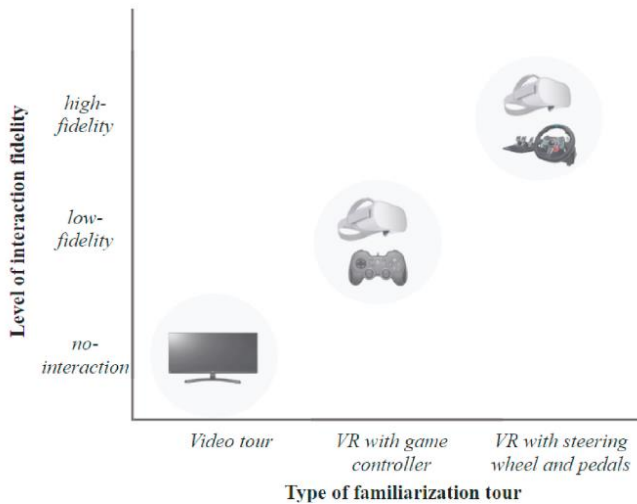 Level of interaction fidelity
high-
fidelity
low-
fidelity
no-
interaction
Video tour
VR with game
controller
VR with steering
wheel and pedals
Type of familiarization tour